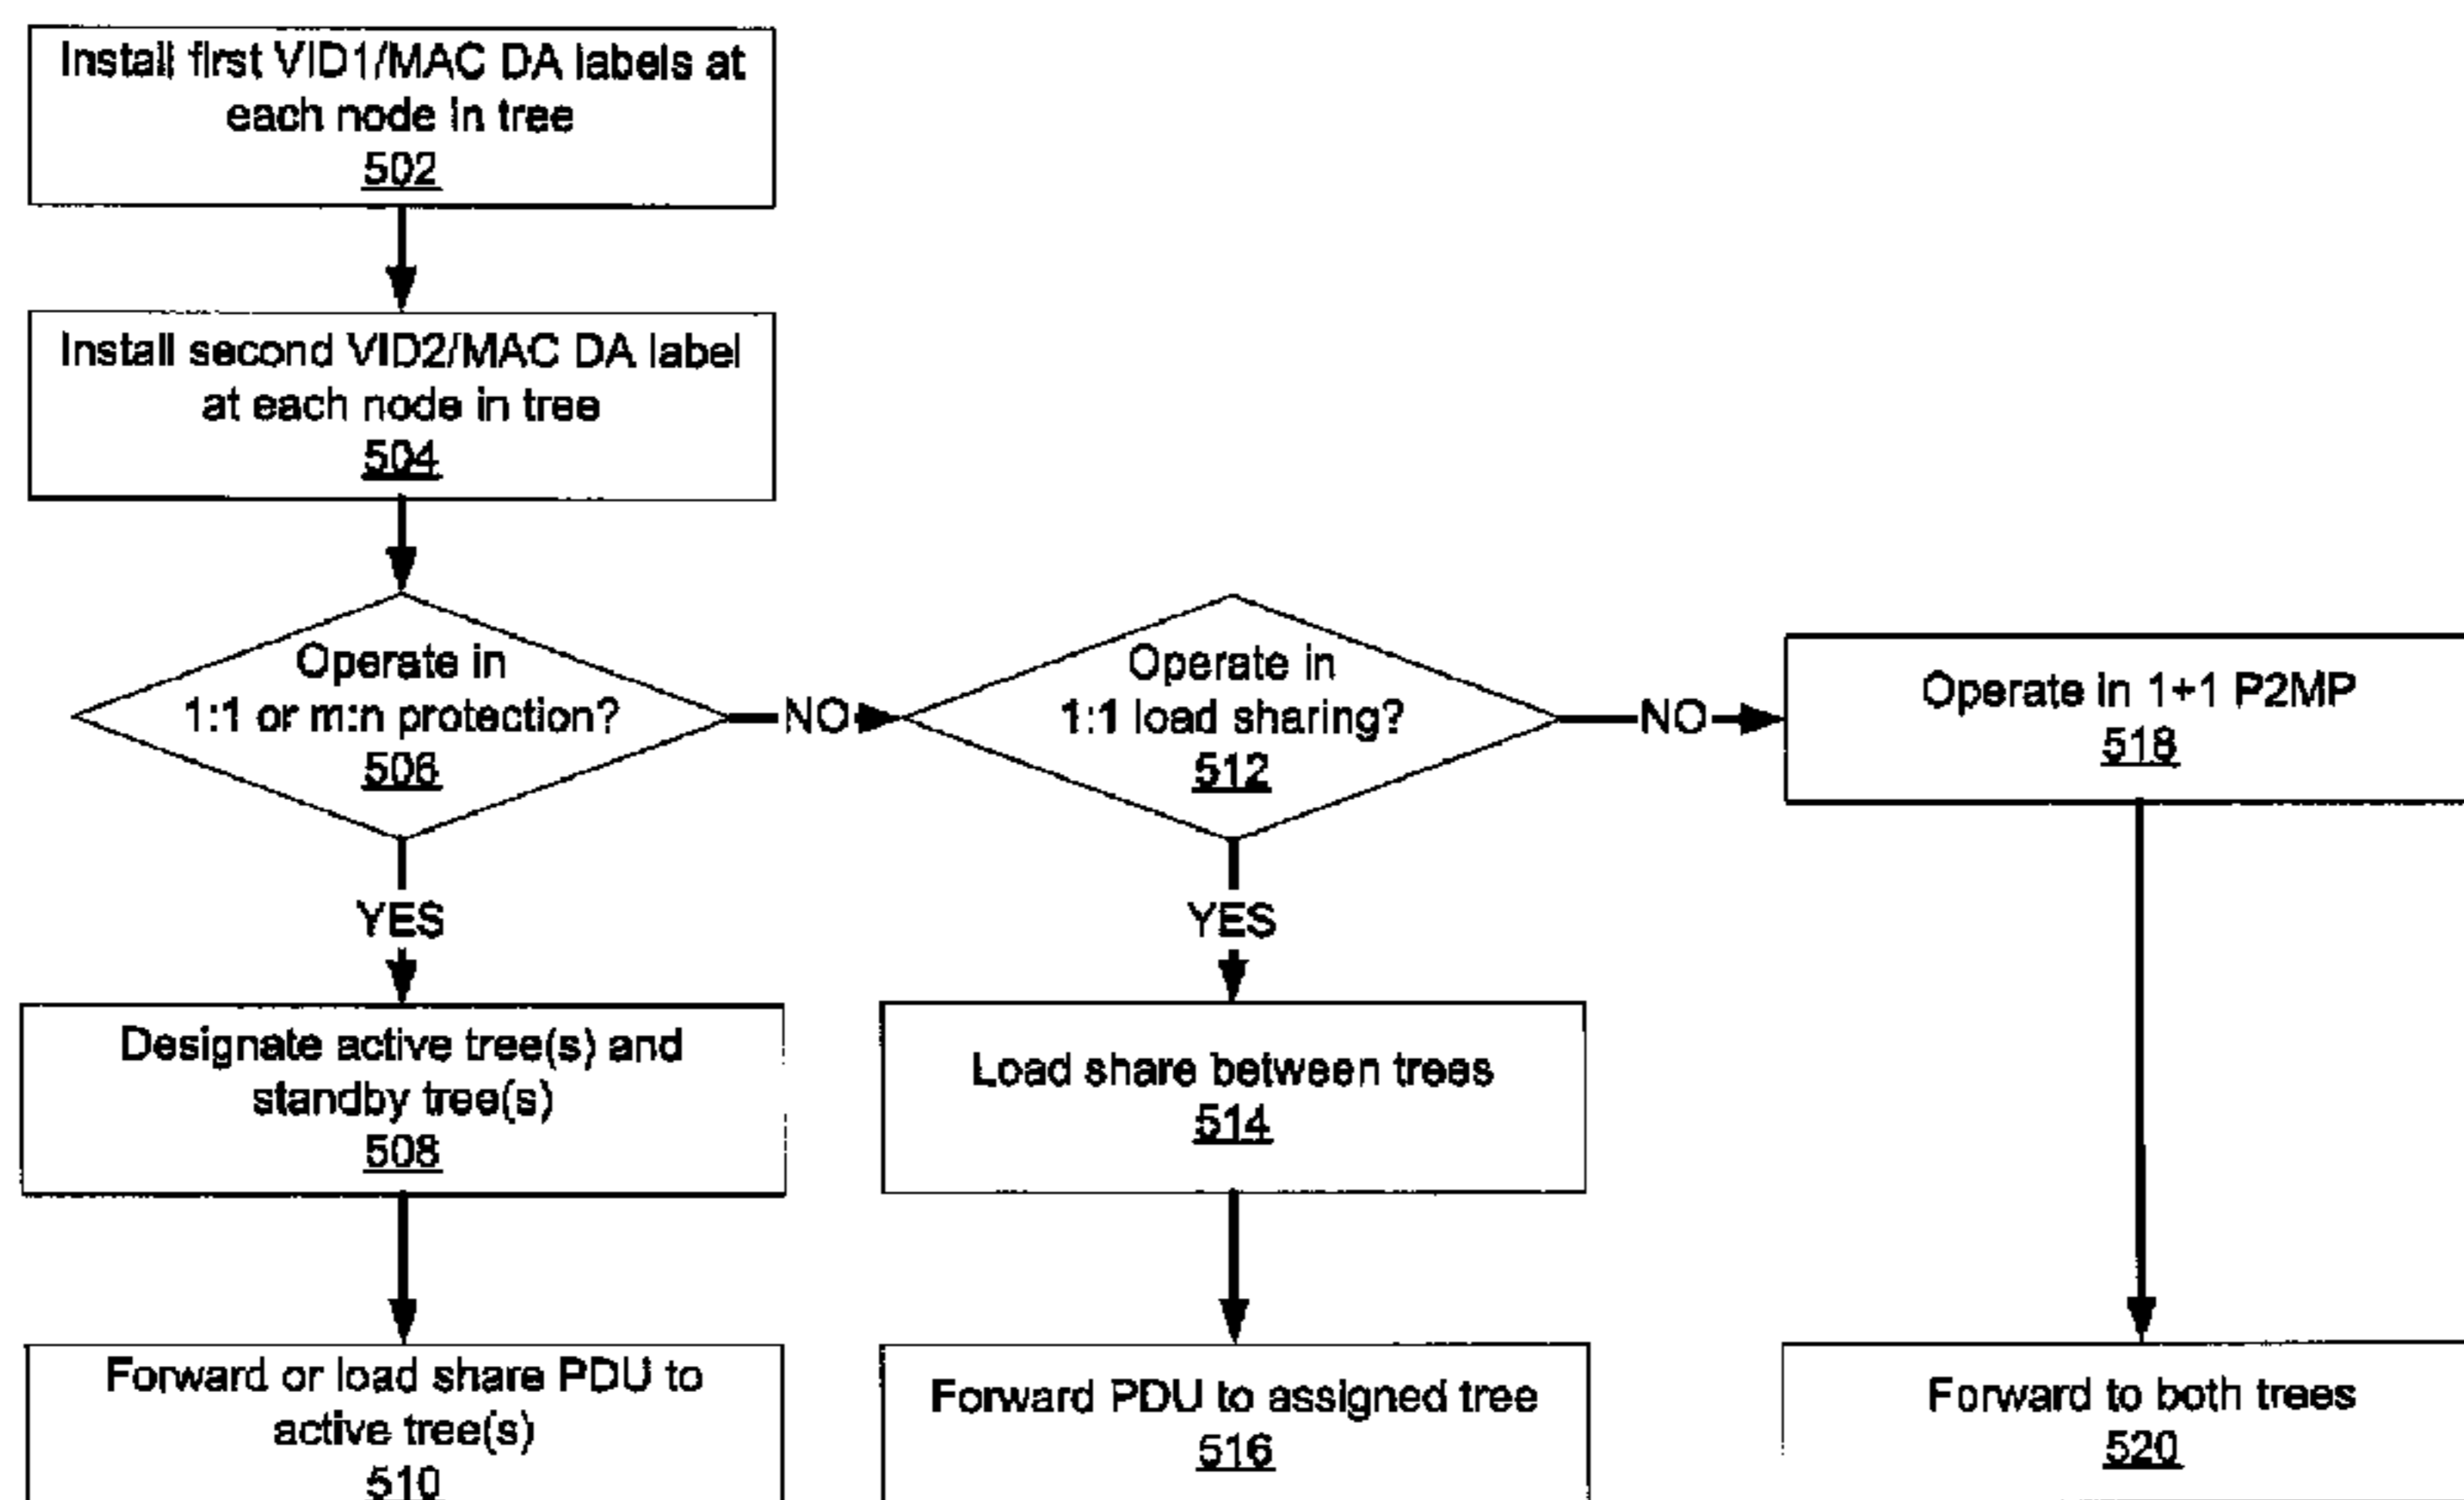 Install first VID1/MAC DA labels at
each node in tree
502
Install second VID2/MAC DA label
at each node in tree
504
Operate in
1:1 or m:n protection?
506
NO
Operate in
1:1 load sharing?
512
NO
Operate in 1+1 P2MP
518
YES
YES
Designate active tree(s) and
standby tree(s)
508
Load share between trees
514
Forward or load share PDU to
active tree(s)
510
Forward PDU to assigned tree
516
Forward to both trees
520